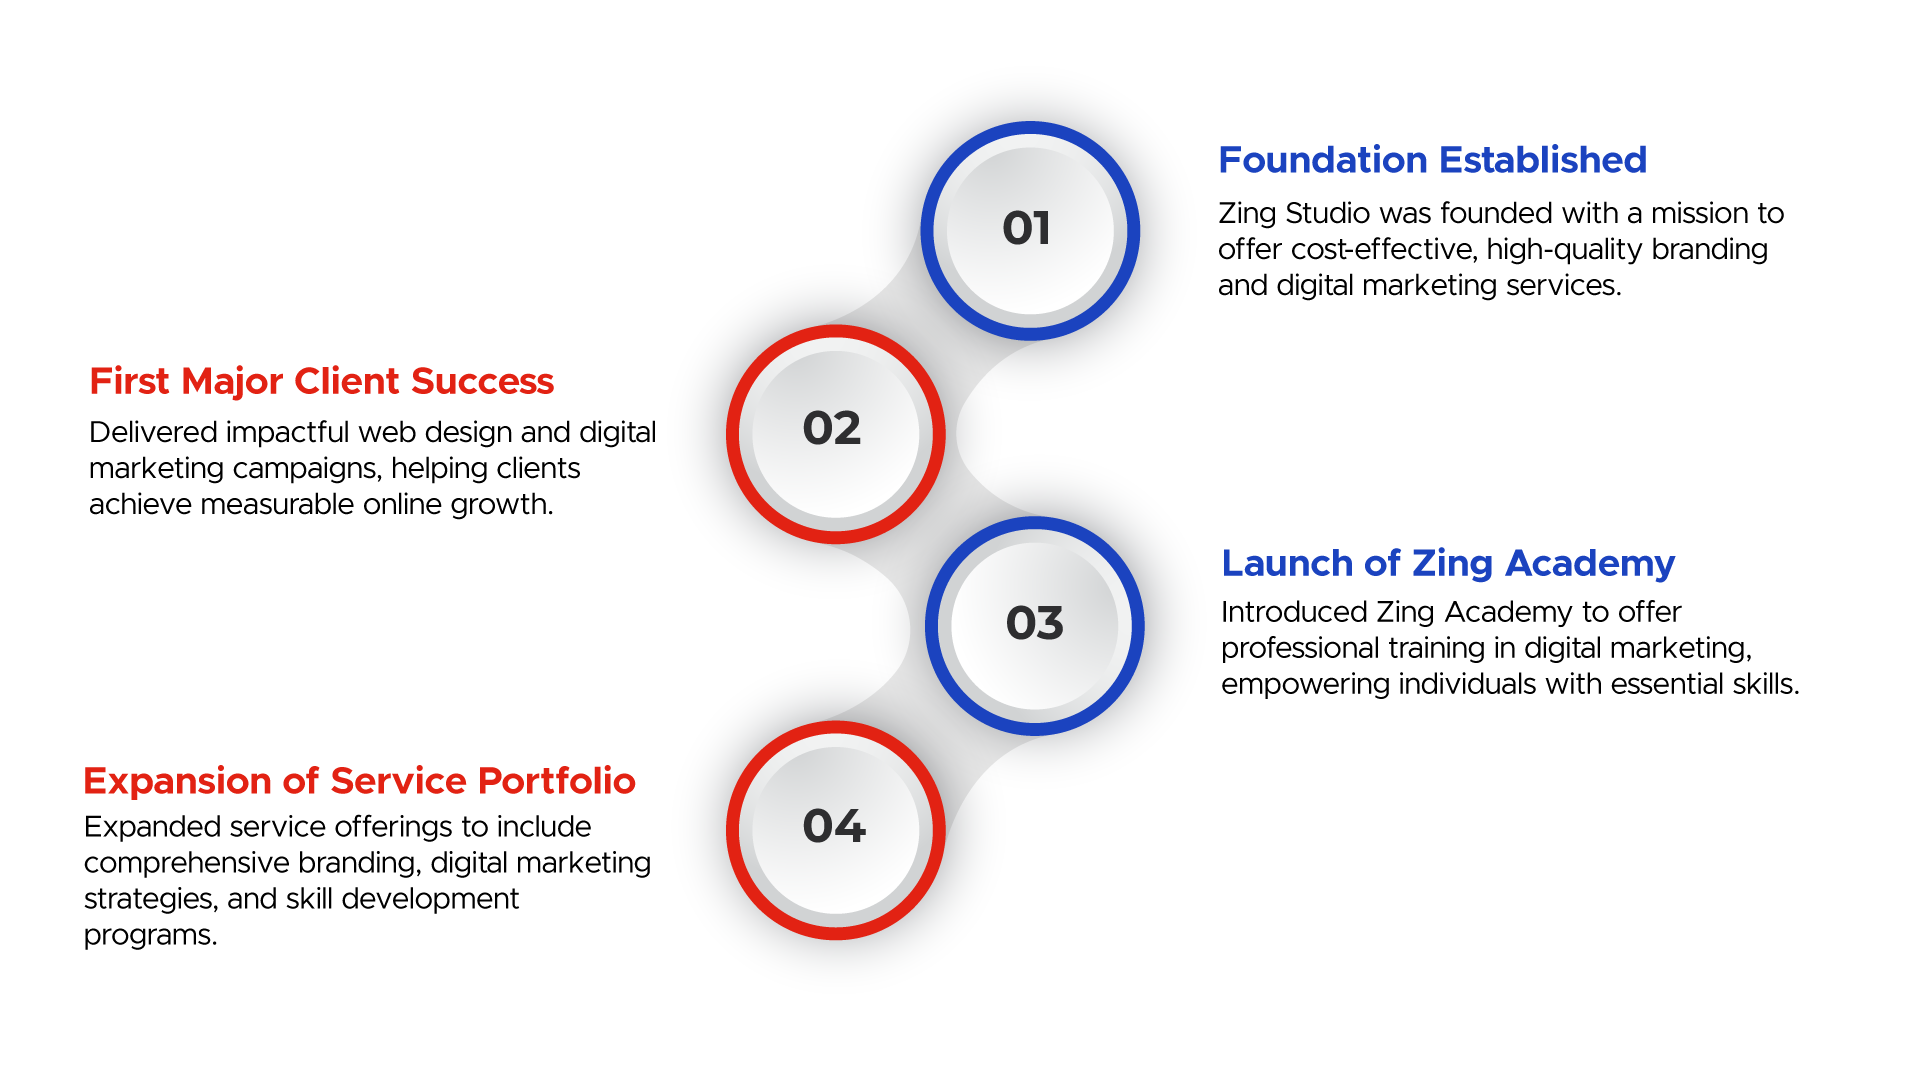 01
Foundation Established
Zing Studio was founded with a mission to
offer cost-effective, high-quality branding
and digital marketing services.
02
First Major Client Success
Delivered impactful web design and digital
marketing campaigns, helping clients
achieve measurable online growth.
03
Launch of Zing Academy
Introduced Zing Academy to offer
professional training in digital marketing,
empowering individuals with essential skills.
04
Expansion of Service Portfolio
Expanded service offerings to include
comprehensive branding, digital marketing
strategies, and skill development
programs.